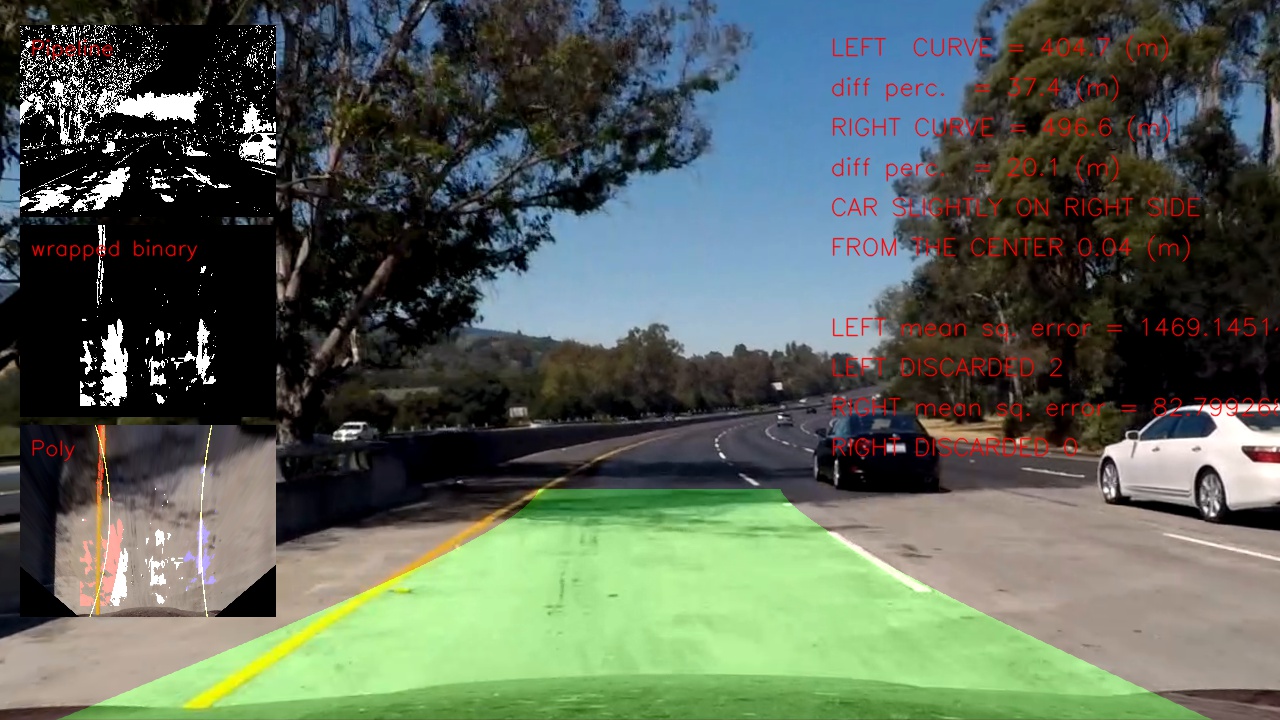 Pipeline
wrapped binary
Poly
LEFT CURVE = 404.7 (m)
diff perc. = 37.4 (m)
RIGHT CURVE = 496.6 (m)
diff perc. = 20.1 (m)
CAR SLIGHTLY ON RIGHT SIDE
FROM THE CENTER 0.04 (m)
LEFT mean sq. error = 1469.1451
LEFT DISCARDED 2
RIGHT mean sq. error = 82.799268
RIGHT DISCARDED 0